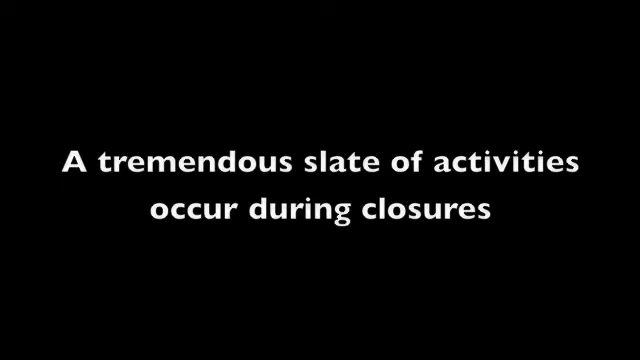 A tremendous slate of activities
occur during closures